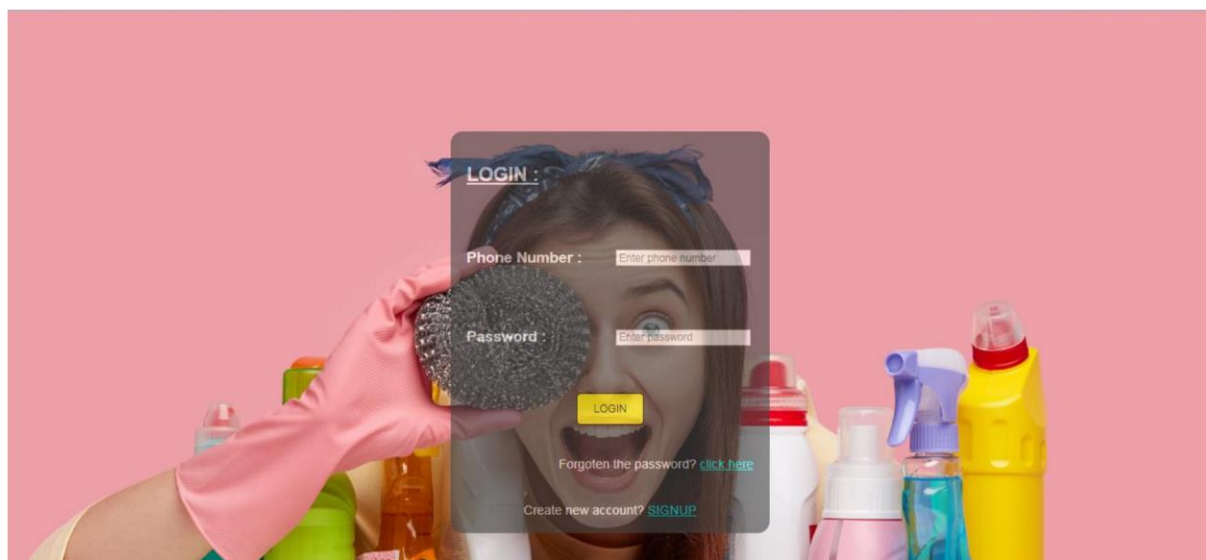 LOGIN :
Phone Number : Enter phone number
Password : Enter password
LOGIN
Forgoten the password? click here
Create new account? SIGNUP